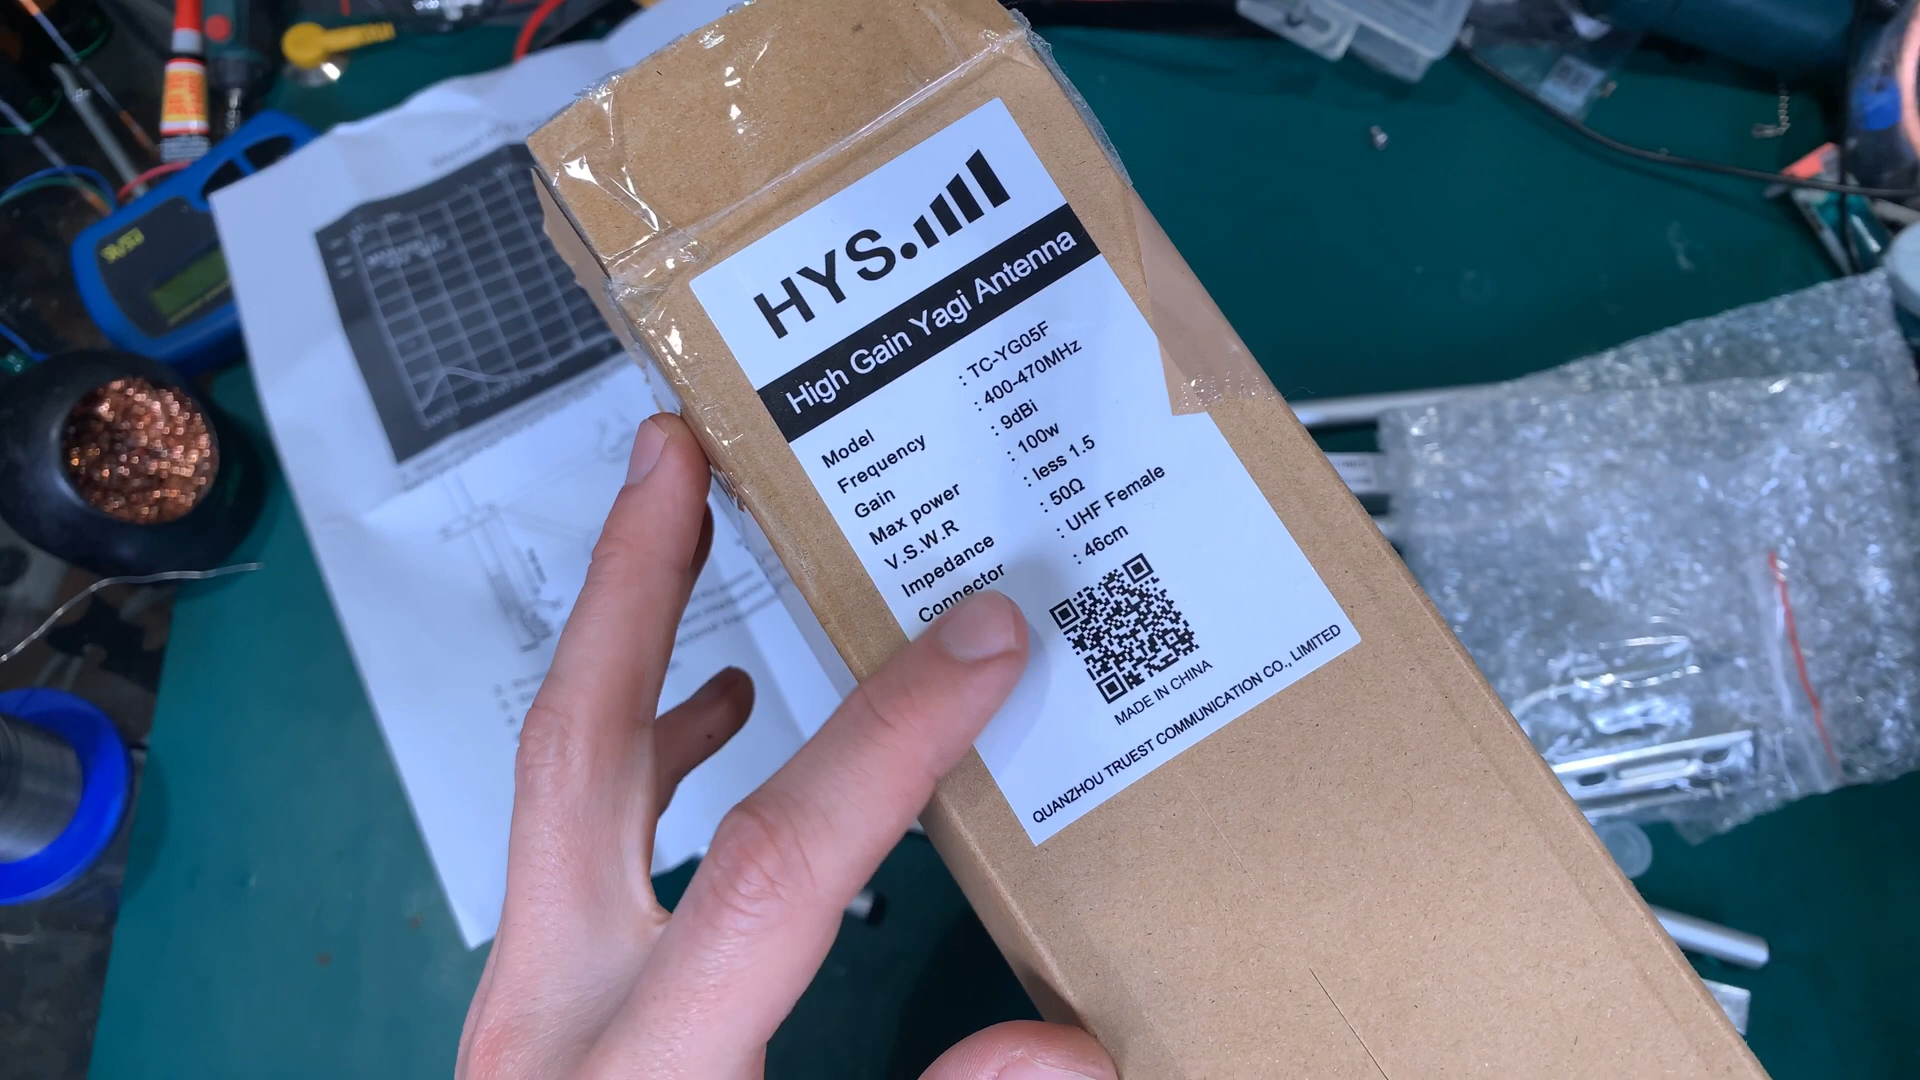 HYS
High Gain Yagi Antenna
Model : TC-YG05F
Frequency : 400-470MHz
Gain : 9dBi
Max power : 100w
V.S.W.R : less 1.5
Impedance : 50Ω
Connector : UHF Female
: 46cm
MADE IN CHINA
QUANZHOU TRUEST COMMUNICATION CO., LIMITED